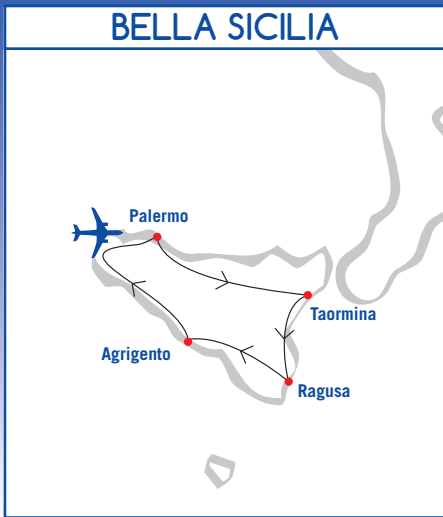 BELLA SICILIA
Palermo
Taormina
Agrigento
Ragusa